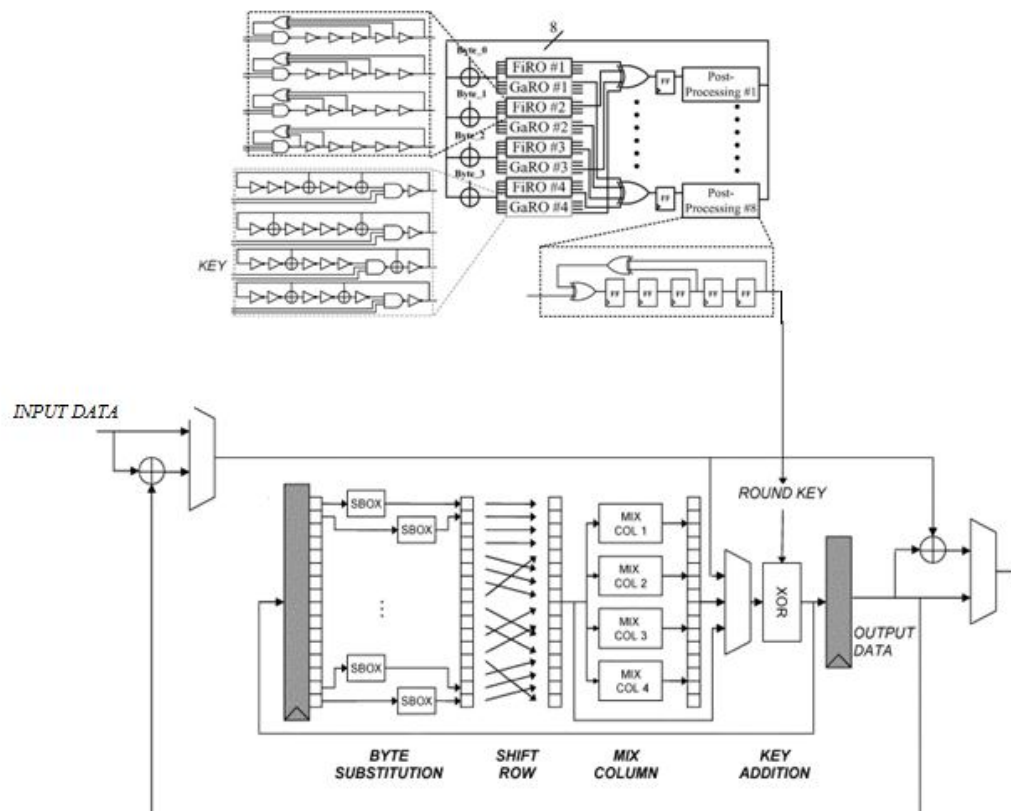 8
Byte_0
FiRO #1
GaRO #1
Byte_1
FiRO #2
GaRO #2
Byte_2
FiRO #3
GaRO #3
Byte_3
FiRO #4
GaRO #4
FF
Post-
Processing #1
FF
Post-
Processing #8
KEY
FF
FF
FF
FF
FF
INPUT DATA
ROUND KEY
SBOX
SBOX
SBOX
SBOX
MIX
COL 1
MIX
COL 2
MIX
COL 3
MIX
COL 4
XOR
OUTPUT
DATA
BYTE
SUBSTITUTION
SHIFT
ROW
MIX
COLUMN
KEY
ADDITION